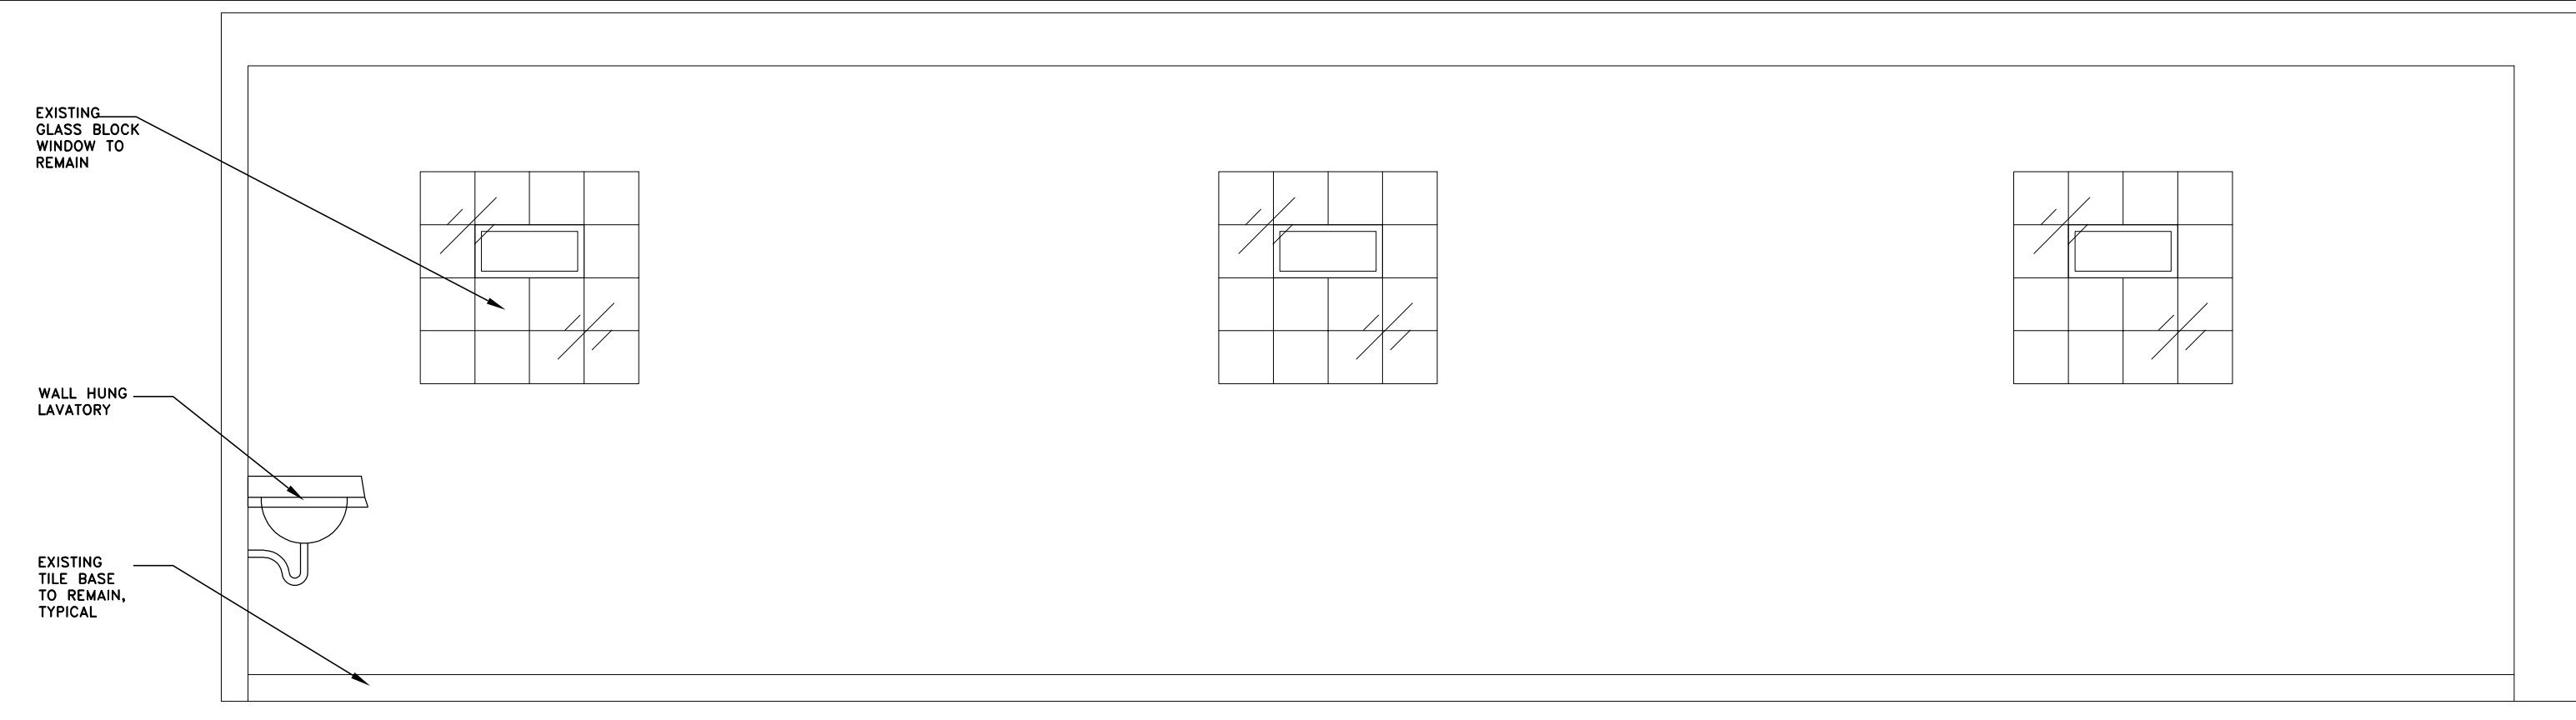 EXISTING
GLASS BLOCK
WINDOW TO
REMAIN
WALL HUNG
LAVATORY
EXISTING
TILE BASE
TO REMAIN,
TYPICAL